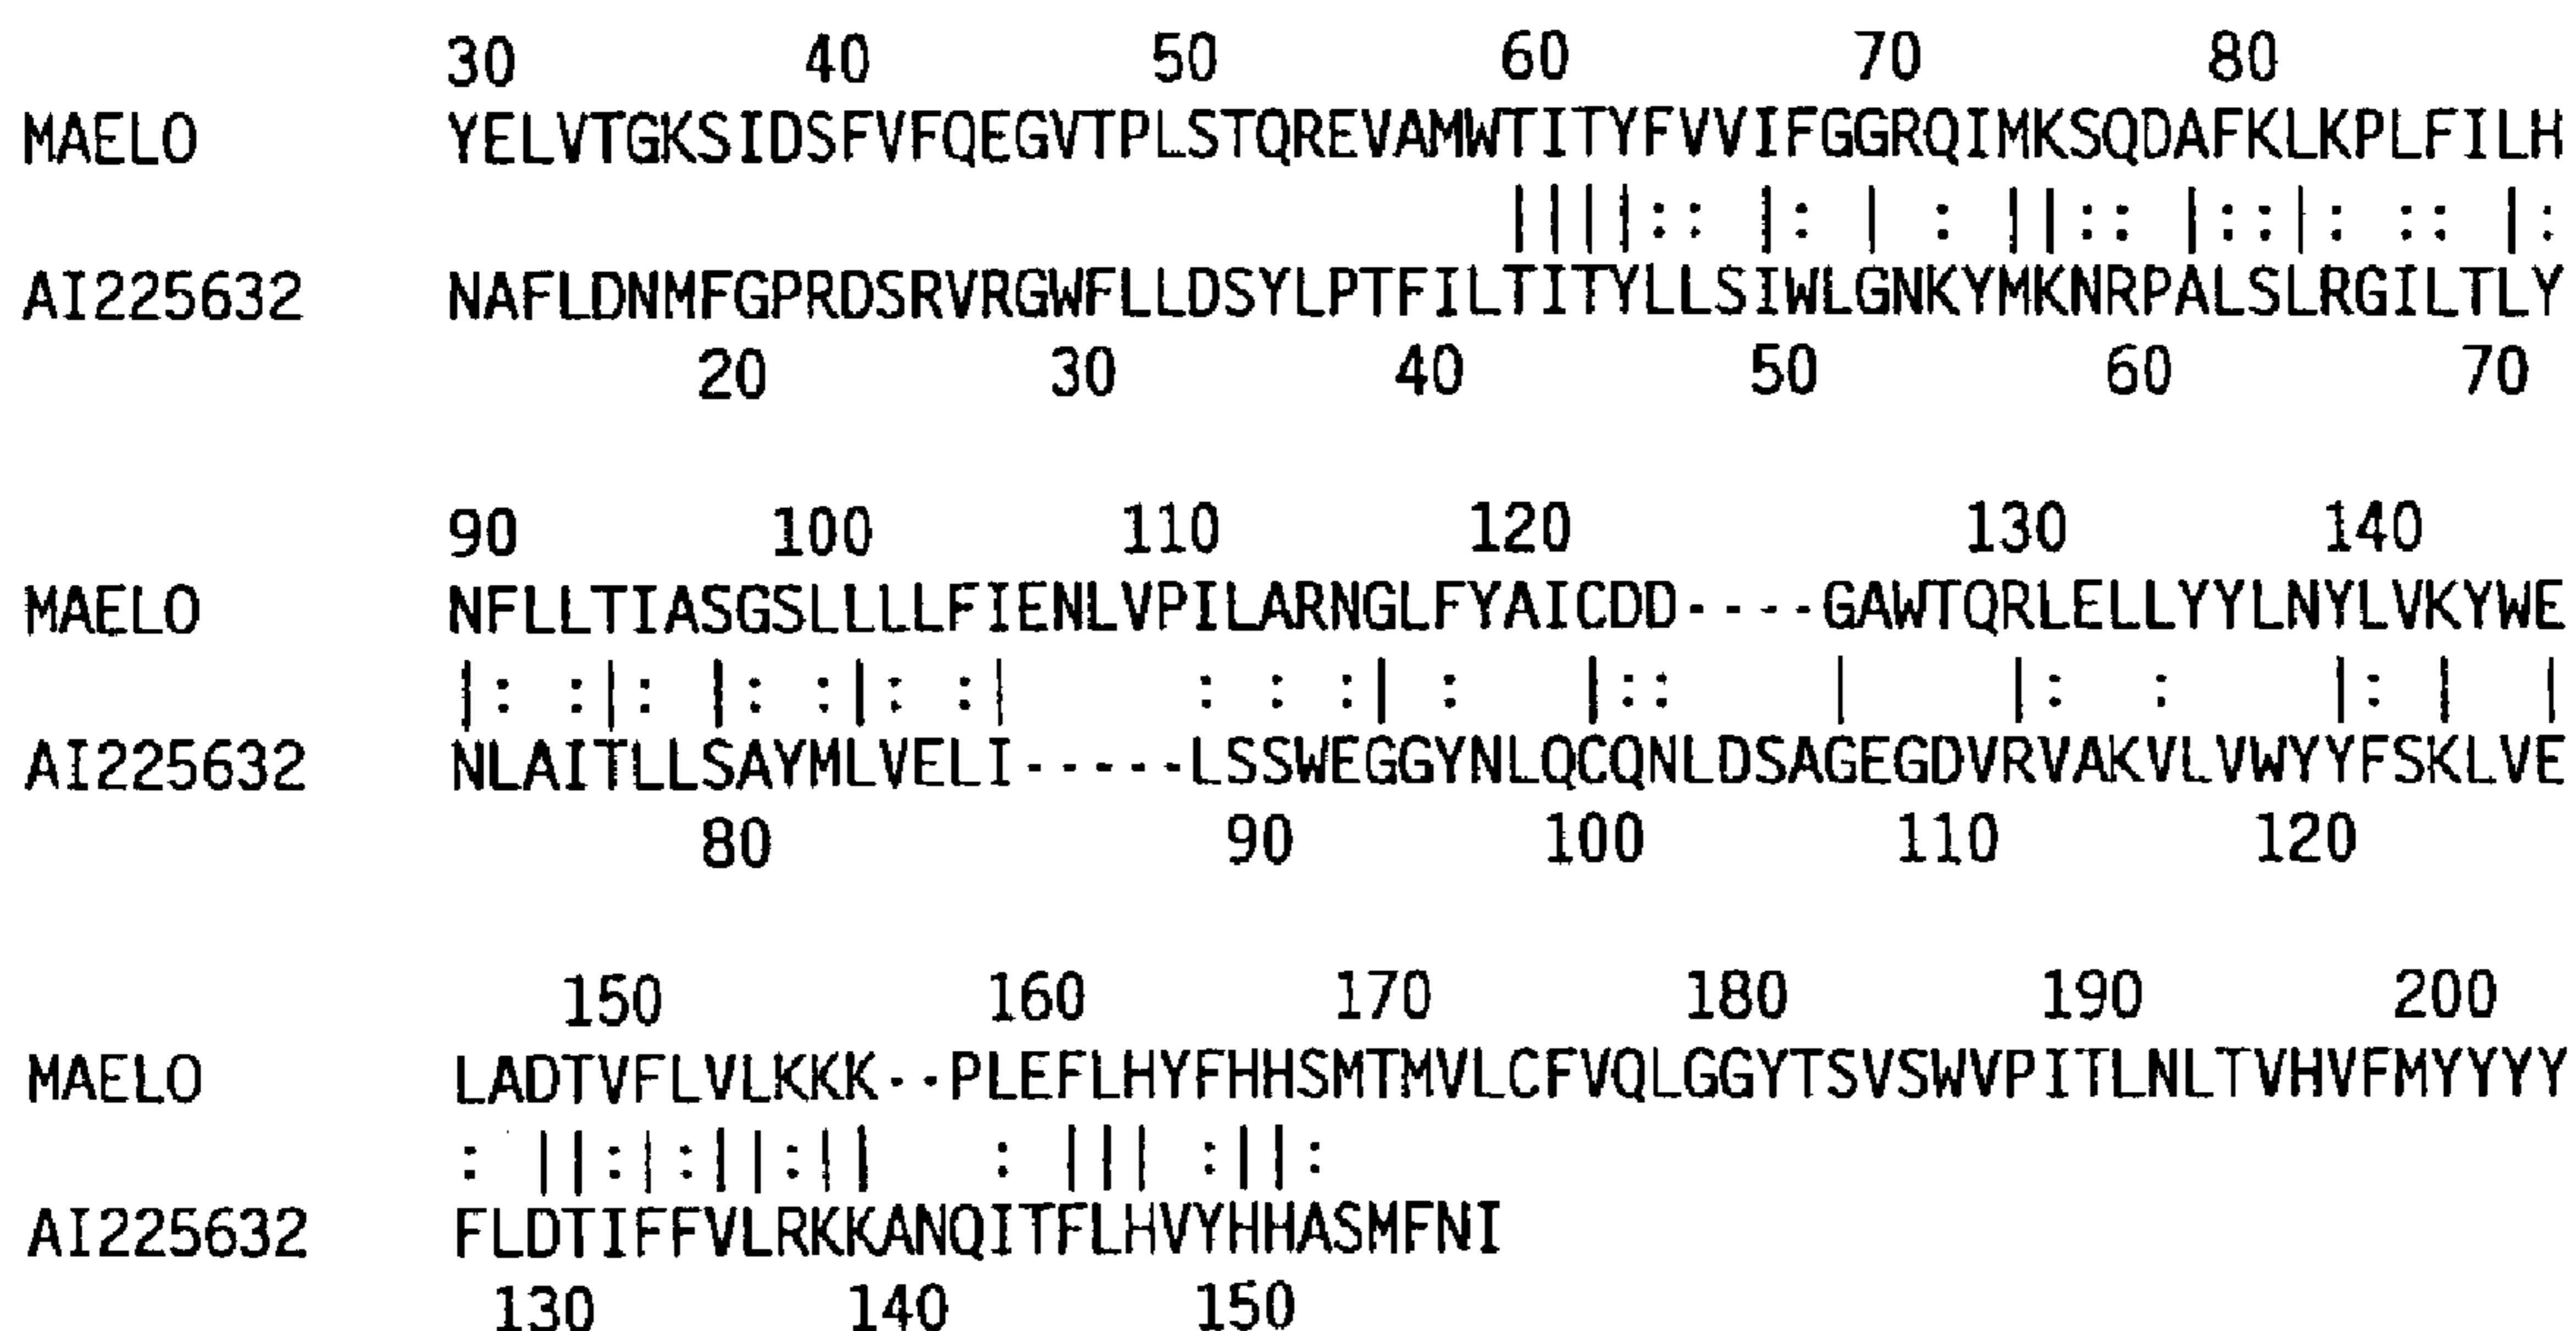 30 40 50 60 70 80
MAELO YELVTGKSIDSFVFQEGVTPLSTQREVAMWTITYFVVIFGGRQIMKSQDAFKLKPLFILH
||||:: |: | : ||:: |::|: :: |:
AI225632 NAFLDNMFGPRDSRVRGWFLLDSYLPTFILTITYLLSIWLGNKYMKNRPALSLRGILTLY
20 30 40 50 60 70
90 100 110 120 130 140
MAELO NFLLTIASGSLLLLFIENLVPILARNGLFYAICDD----GAWTQRLELLYYLNYLVKYWE
|: :|: |: :|: :| : : :| : |:: | |: : |: | |
AI225632 NLAITLLSAYMLVELI-----LSSWEGGYNLQCQNLDSAGEGDVRVAKVLVWYYFSKLVE
80 90 100 110 120
150 160 170 180 190 200
MAELO LADTVFLVLKKK--PLEFLHYFHHSMTMVLCFVQLGGYTSVSWVPITLNLTVHVFMYYYY
: ||:|:||:|| : ||| :||:
AI225632 FLDTIFFVLRKKANQITFLHVYHHASMFNI
130 140 150